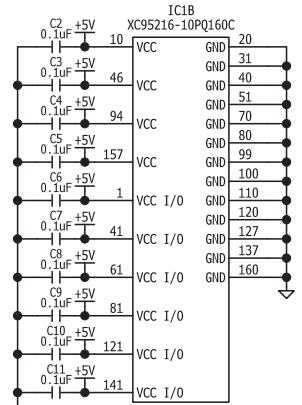 IC1B
XC95216-10PQ160C
C2
0.1uF +5V
10 VCC GND 20
GND 31
C3
0.1uF +5V
46 VCC GND 40
GND 51
C4
0.1uF +5V
94 VCC GND 70
GND 80
C5
0.1uF +5V
157 VCC GND 99
GND 100
C6
0.1uF +5V
1 VCC I/O GND 110
GND 120
C7
0.1uF +5V
41 VCC I/O GND 127
GND 137
C8
0.1uF +5V
61 VCC I/O GND 160
C9
0.1uF +5V
81 VCC I/O
C10
0.1uF +5V
121 VCC I/O
C11
0.1uF +5V
141 VCC I/O